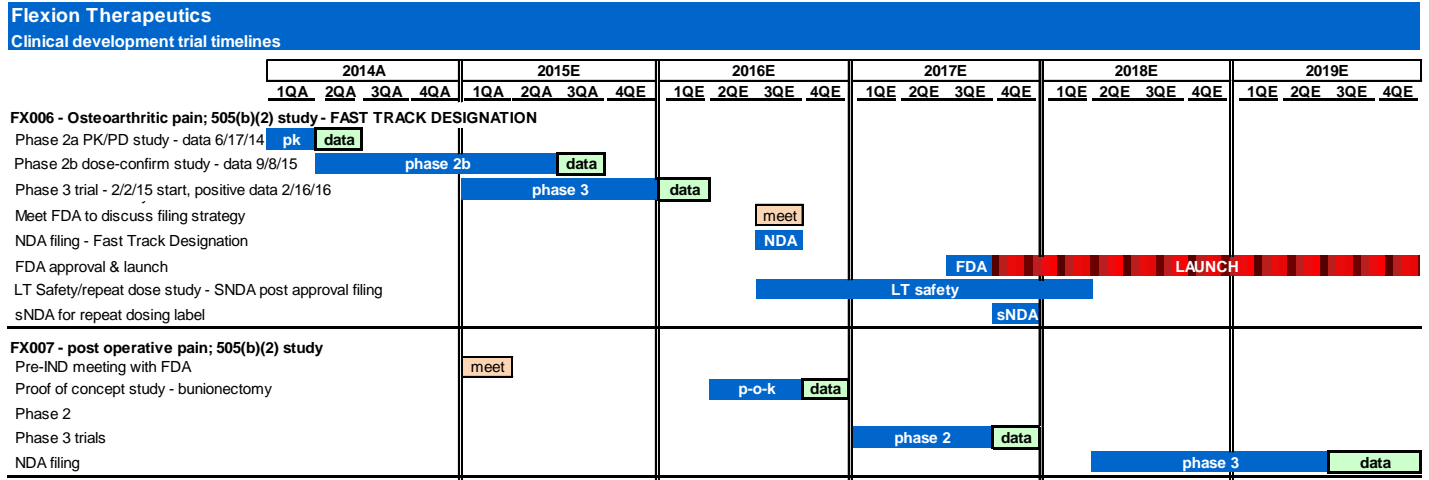 Flexion Therapeutics
Clinical development trial timelines
2014A 2015E 2016E 2017E 2018E 2019E
1QA 2QA 3QA 4QA 1QA 2QA 3QA 4QE 1QE 2QE 3QE 4QE 1QE 2QE 3QE 4QE 1QE 2QE 3QE 4QE 1QE 2QE 3QE 4QE
FX006 - Osteoarthritic pain; 505(b)(2) study - FAST TRACK DESIGNATION
Phase 2a PK/PD study - data 6/17/14 pk data
Phase 2b dose-confirm study - data 9/8/15 phase 2b data
Phase 3 trial - 2/2/15 start, positive data 2/16/16 phase 3 data
Meet FDA to discuss filing strategy meet
NDA filing - Fast Track Designation NDA
FDA approval & launch FDA LAUNCH
LT Safety/repeat dose study - SNDA post approval filing LT safety
sNDA for repeat dosing label sNDA
FX007 - post operative pain; 505(b)(2) study
Pre-IND meeting with FDA meet
Proof of concept study - bunionectomy p-o-k data
Phase 2
Phase 3 trials phase 2 data
NDA filing phase 3 data